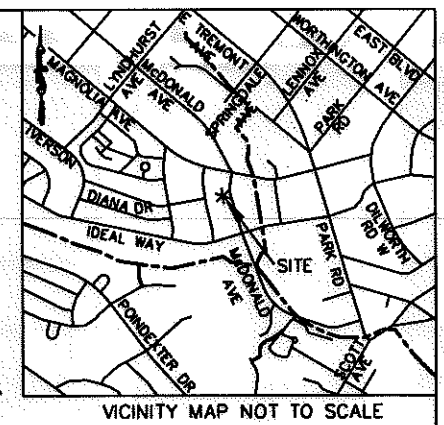 E TREMONT
AVE
WORTHINGTON AVE
EAST BLVD
LYNDHURST
AVE
MCDONALD
AVE
MAGNOLIA AVE
SPRINGDALE
AVE
LENNOX
AVE
PARK
RD
IVERSON
DIANA DR
IDEAL WAY
SITE
MCDONALD
AVE
PARK RD
DILWORTH
RD W
POINDEXTER DR
SCOTT
AVE
VICINITY MAP NOT TO SCALE